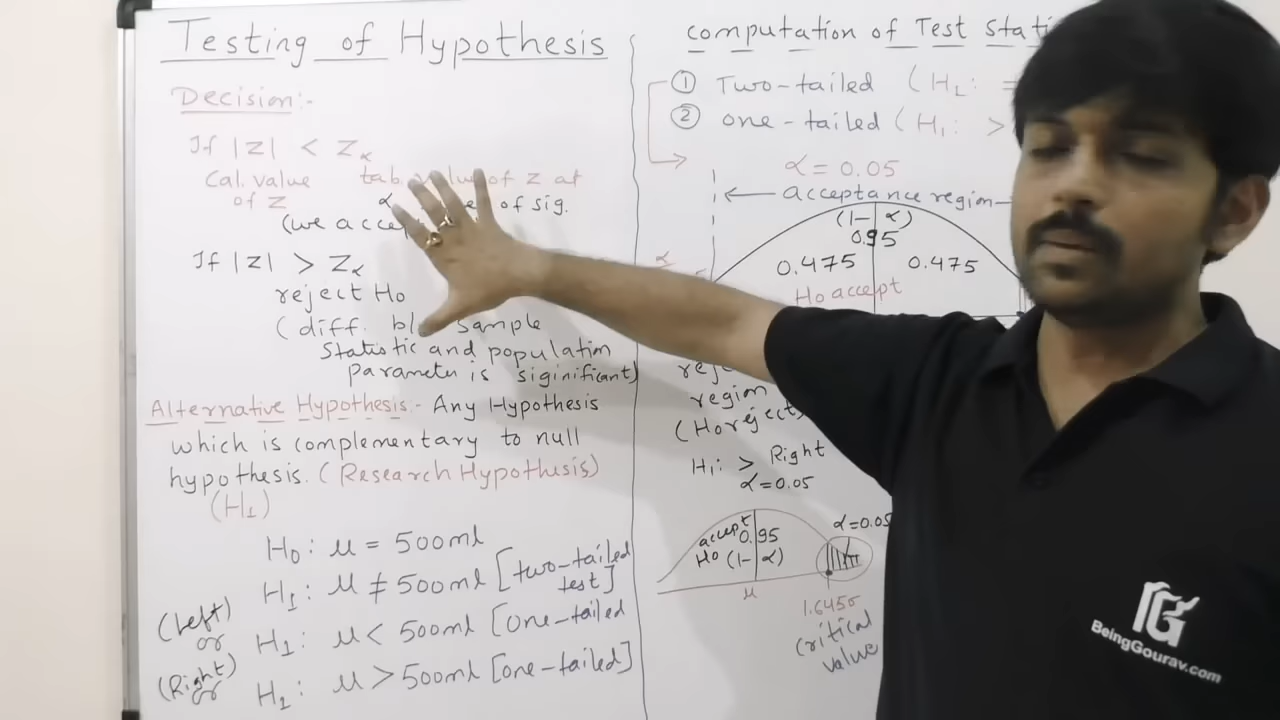 Testing of Hypothesis
Decision:-
If |Z| < Zα
Cal. value of Z
tab. of Z at
α of sig.
(we accep
If |Z| > Zα
reject Ho
(diff. sample
Statistic and population
parameter is siginificant)
Alternative Hypothesis:- Any Hypothesis
which is complementary to null
hypothesis. (Research Hypothesis)
(H1)
H0: μ = 500ml
H1: μ ≠ 500ml [two-tailed test]
(Left) or H1: μ < 500ml [one-tailed
(Right) or H1: μ > 500ml [one-tailed]
computation of Test Stati
① Two-tailed (H1:
② one-tailed (H1: >
α = 0.05
← acceptance region
(1-α)
0.95
0.475 0.475
Ho accept
region
(Ho reject)
H1: > Right
α = 0.05
accept Ho
0.95
(1-α)
α = 0.05
μ
1.645σ
critical
value
BeingGourav.com